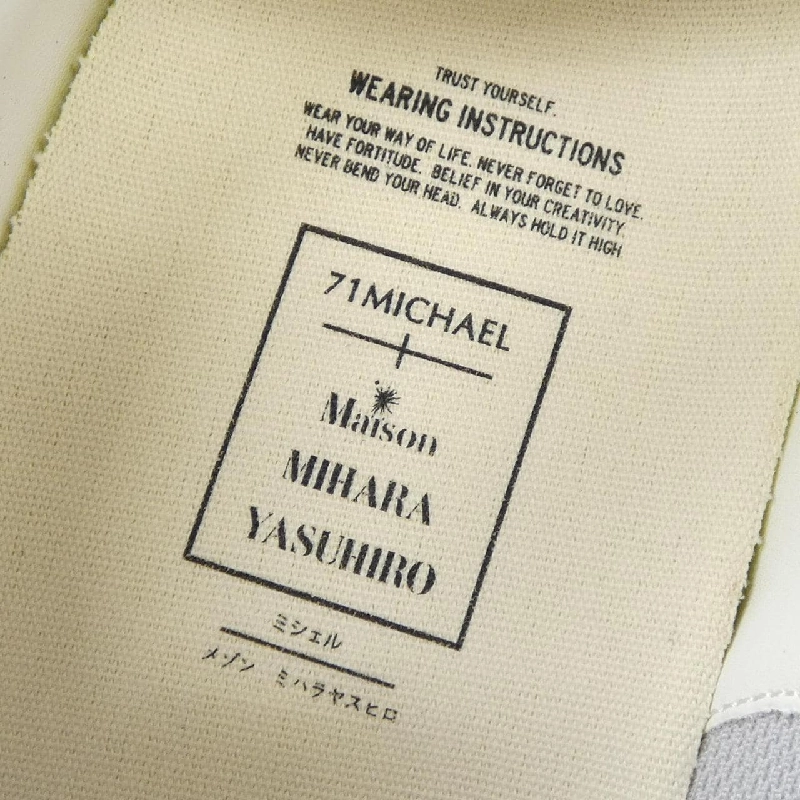 TRUST YOURSELF.
WEARING INSTRUCTIONS
WEAR YOUR WAY OF LIFE. NEVER FORGET TO LOVE.
HAVE FORTITUDE. BELIEF IN YOUR CREATIVITY.
NEVER BEND YOUR HEAD. ALWAYS HOLD IT HIGH
71MICHAEL
Maison
MIHARA
YASUHIRO
ミシェル
メゾン ミハラヤスヒロ